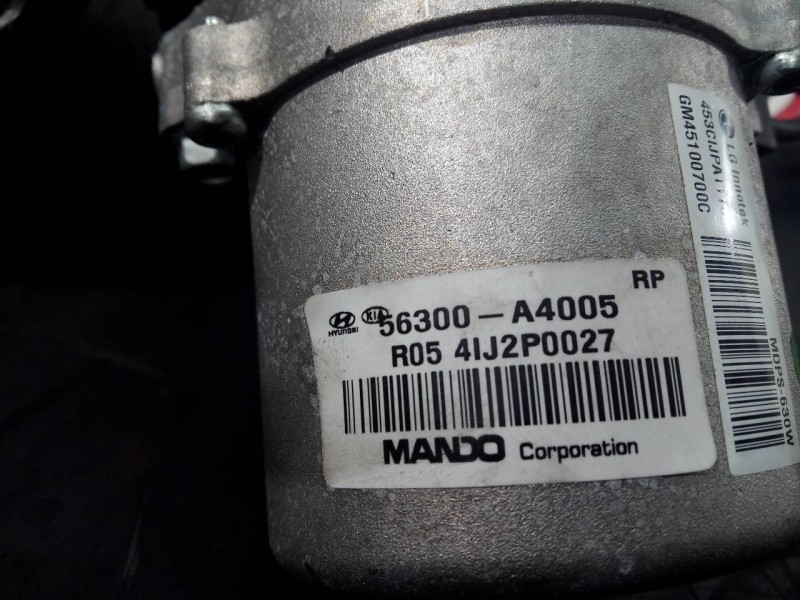 RP
HYUNDAI KIA 56300-A4005
R05 4IJ2P0027
MANDO Corporation
LG Innotek
GM45100700C
MDPS-630W